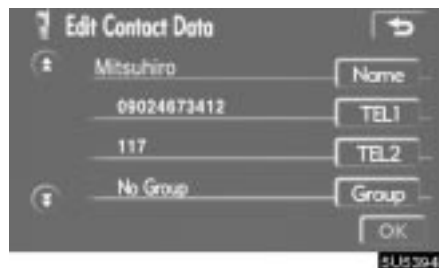 Edit Contact Data
Mitsuhiro Name
09024673412 TEL1
117 TEL2
No Group Group
OK
5U5394